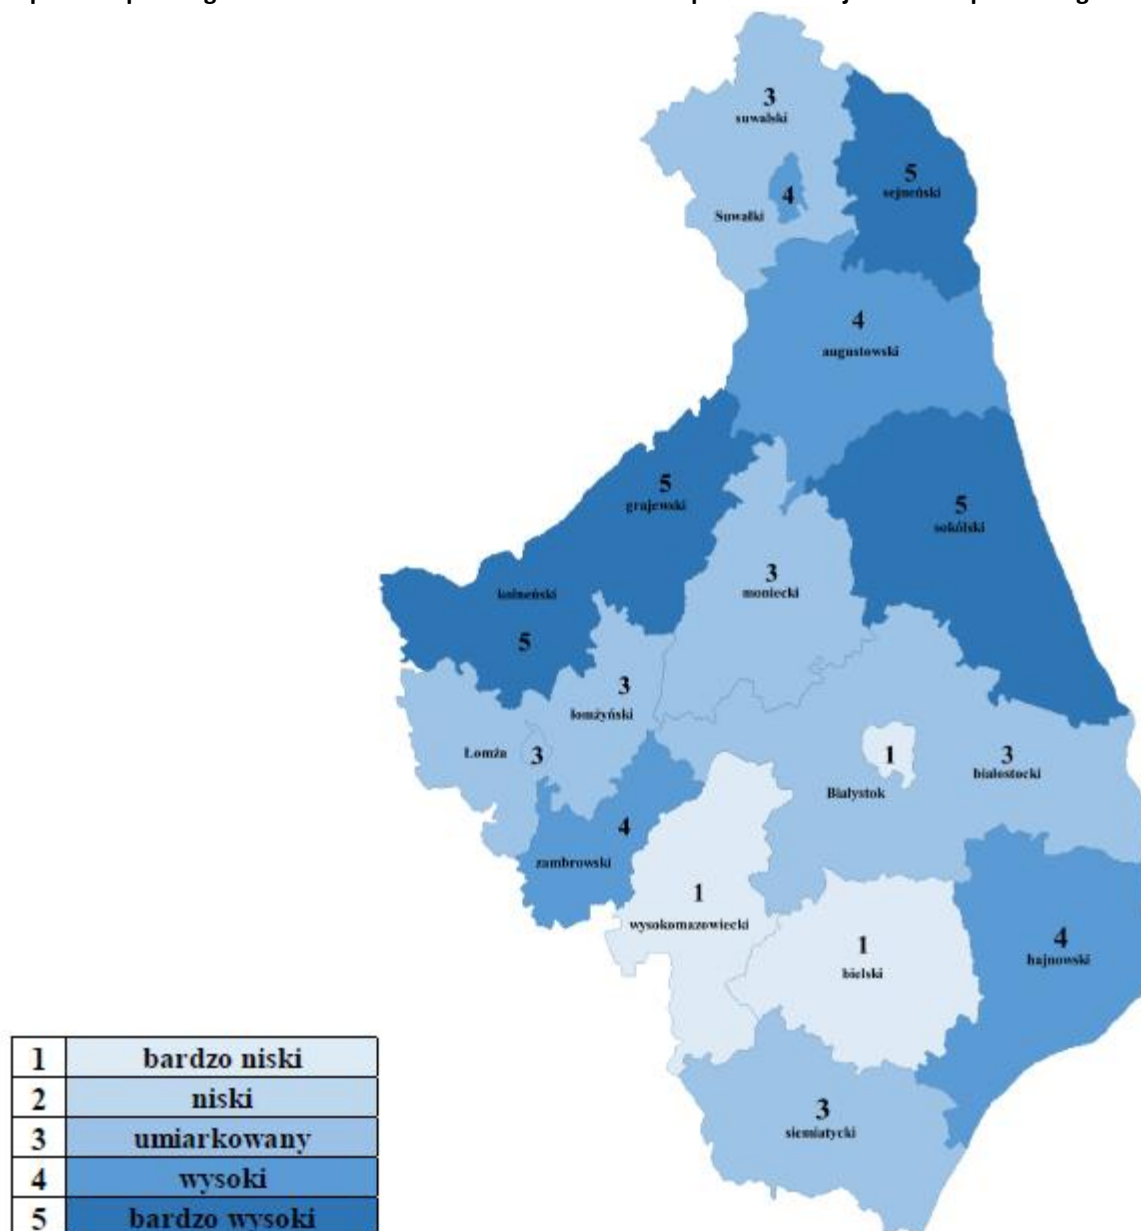 3
suwalski
5
sejneński
4
Suwałki
4
augustowski
5
grajewski
5
sokólski
3
moniecki
kolneński
5
3
łomżyński
Łomża
3
1
3
białostocki
Białystok
4
zambrowski
1
wysokomazowiecki
1
bielski
4
hajnowski
3
siemiatycki
1 bardzo niski
2 niski
3 umiarkowany
4 wysoki
5 bardzo wysoki